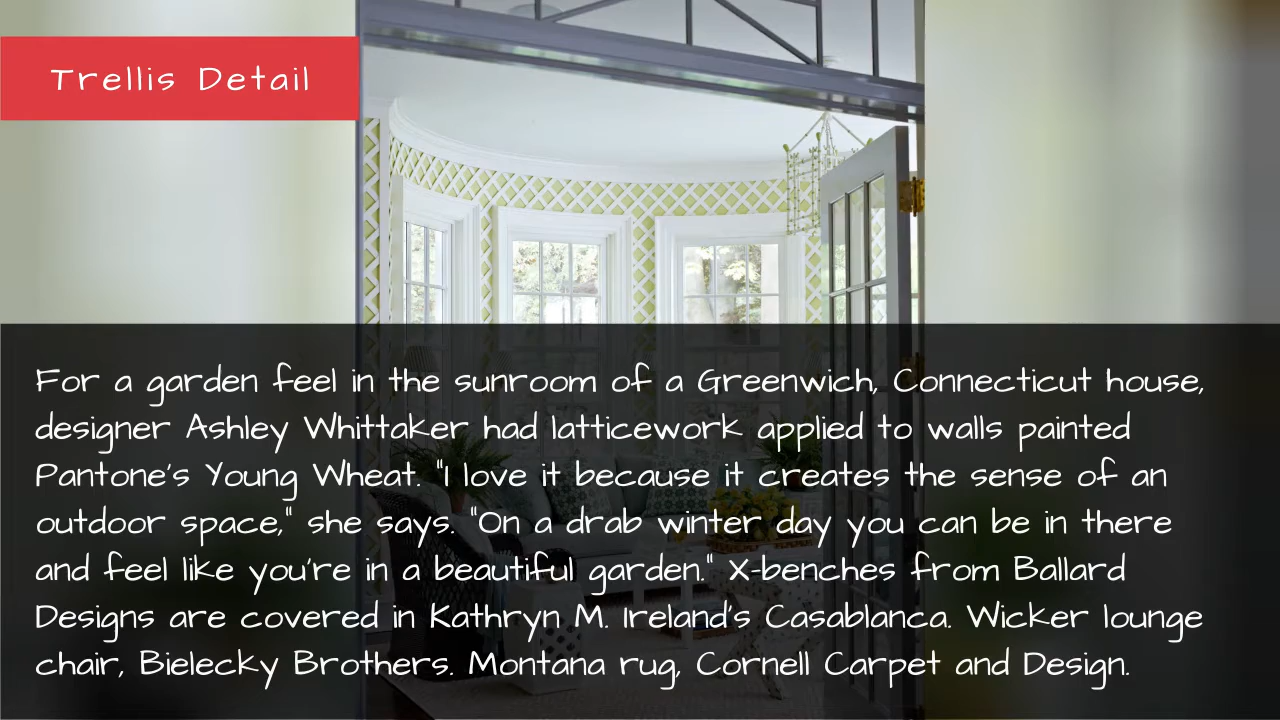 Trellis Detail
For a garden feel in the sunroom of a Greenwich, Connecticut house,
designer Ashley Whittaker had latticework applied to walls painted
Pantone's Young Wheat. "I love it because it creates the sense of an
outdoor space," she says. "On a drab winter day you can be in there
and feel like you're in a beautiful garden." X-benches from Ballard
Designs are covered in Kathryn M. Ireland's Casablanca. Wicker lounge
chair, Bielecky Brothers. Montana rug, Cornell Carpet and Design.